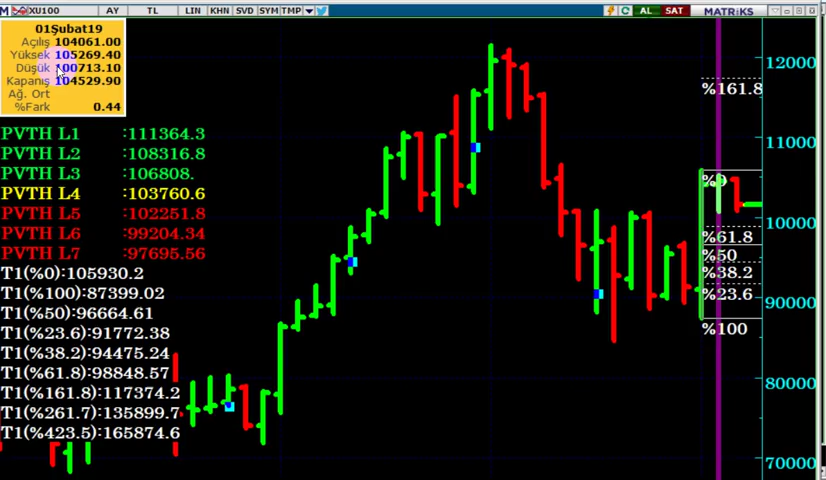 XU100 AY TL LIN KHN SVD SYM TMP AL SAT MATRiKS
01Şubat19
Açılış 104061.00
Yüksek 105269.40
Düşük 100713.10
Kapanış 104529.90
Ağ. Ort
%Fark 0.44
PVTH L1 :111364.3
PVTH L2 :108316.8
PVTH L3 :106808.
PVTH L4 :103760.6
PVTH L5 :102251.8
PVTH L6 :99204.34
PVTH L7 :97695.56
T1(%0):105930.2
T1(%100):87399.02
T1(%50):96664.61
T1(%23.6):91772.38
T1(%38.2):94475.24
T1(%61.8):98848.57
T1(%161.8):117374.2
T1(%261.7):135899.7
T1(%423.5):165874.6
%161.8
%0
%61.8
%50
%38.2
%23.6
%100
12000
11000
10000
90000
80000
70000